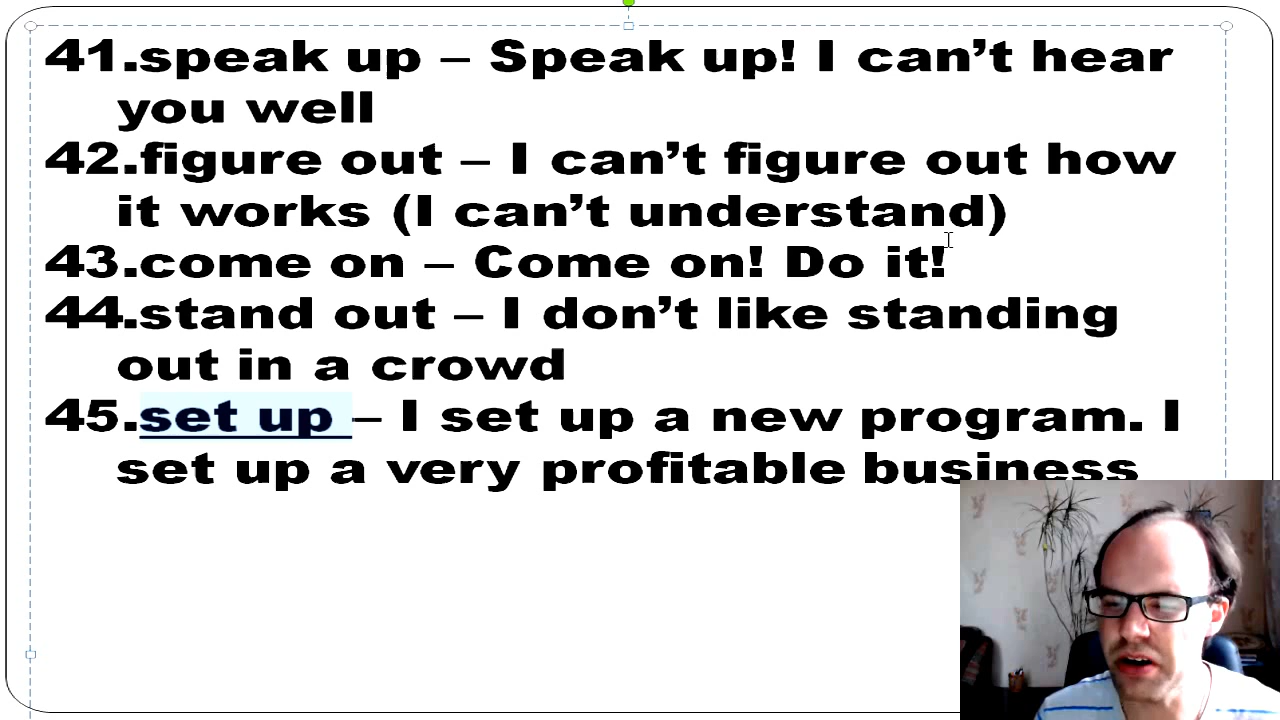 41.speak up – Speak up! I can’t hear
you well
42.figure out – I can’t figure out how
it works (I can’t understand)
43.come on – Come on! Do it!
44.stand out – I don’t like standing
out in a crowd
45.set up – I set up a new program. I
set up a very profitable business